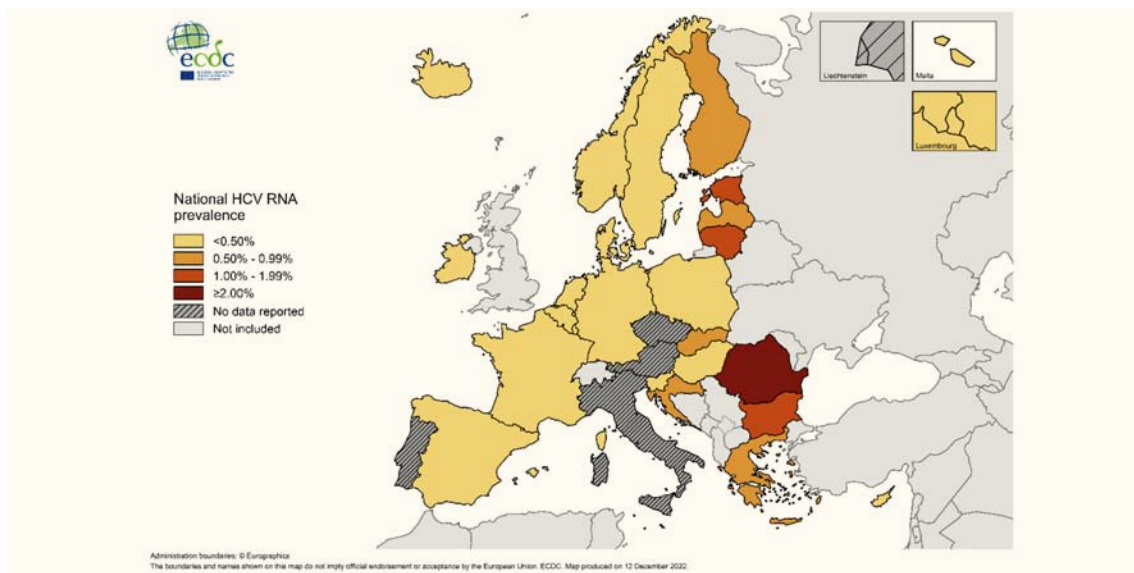 ecdc
Liechtenstein
Malta
Luxembourg
National HCV RNA
prevalence
<0.50%
0.50% - 0.99%
1.00% - 1.99%
≥2.00%
No data reported
Not included
Administration boundaries: © Eurographics
The boundaries and names shown on this map do not imply official endorsement or acceptance by the European Union. ECDC. Map produced on 12 December 2022.